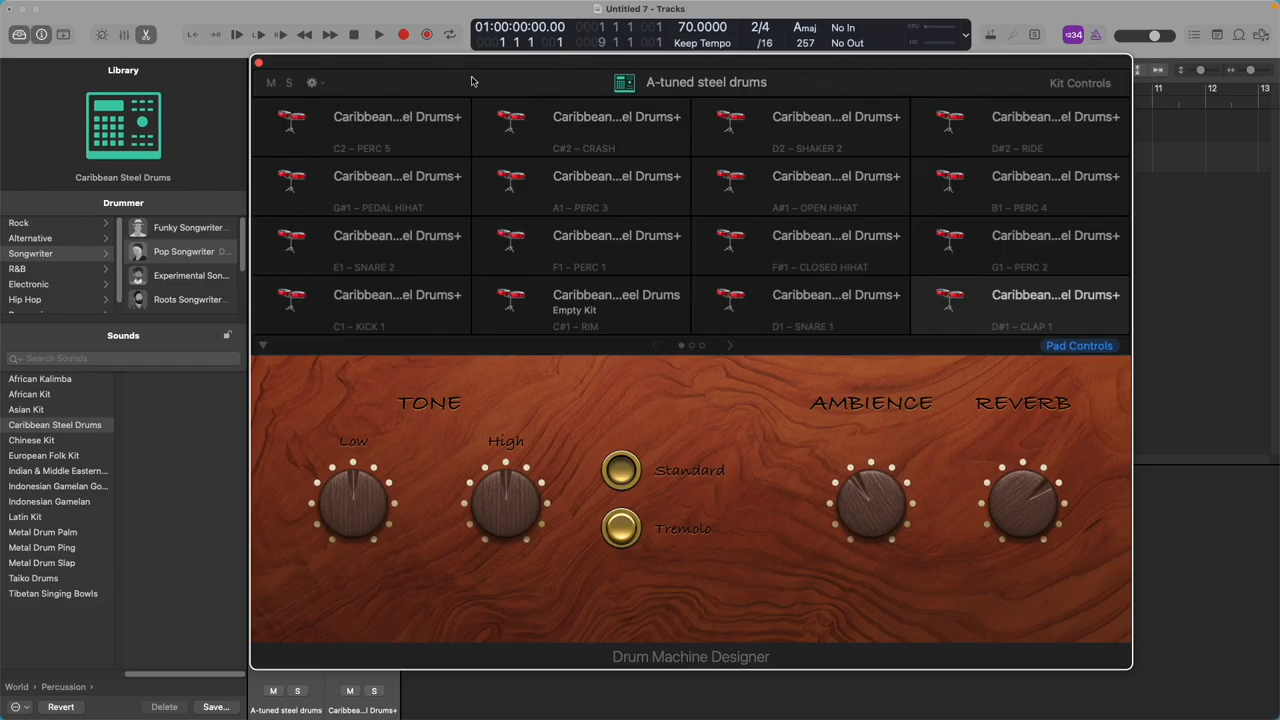 Untitled 7 - Tracks
01:00:00:00.00
0001 1 1 001
70.0000
Keep Tempo
2/4
/16
Amaj
257
No In
No Out
CPU
HD
1234
Library
Caribbean Steel Drums
Drummer
Rock
Alternative
Songwriter
R&B
Electronic
Hip Hop
Funky Songwriter...
Pop Songwriter D...
Experimental Son...
Roots Songwriter...
Sounds
Search Sounds
African Kalimba
African Kit
Asian Kit
Caribbean Steel Drums
Chinese Kit
European Folk Kit
Indian & Middle Eastern...
Indonesian Gamelan Go...
Indonesian Gamelan
Latin Kit
Metal Drum Palm
Metal Drum Ping
Metal Drum Slap
Taiko Drums
Tibetan Singing Bowls
World › Percussion ›
Revert
Delete
Save...
M S
A-tuned steel drums
Kit Controls
Caribbean...el Drums+
C2 – PERC 5
Caribbean...el Drums+
C#2 – CRASH
Caribbean...el Drums+
D2 – SHAKER 2
Caribbean...el Drums+
D#2 – RIDE
Caribbean...el Drums+
G#1 – PEDAL HIHAT
Caribbean...el Drums+
A1 – PERC 3
Caribbean...el Drums+
A#1 – OPEN HIHAT
Caribbean...el Drums+
B1 – PERC 4
Caribbean...el Drums+
E1 – SNARE 2
Caribbean...el Drums+
F1 – PERC 1
Caribbean...el Drums+
F#1 – CLOSED HIHAT
Caribbean...el Drums+
G1 – PERC 2
Caribbean...el Drums+
C1 – KICK 1
Caribbean...eel Drums
Empty Kit
C#1 – RIM
Caribbean...el Drums+
D1 – SNARE 1
Caribbean...el Drums+
D#1 – CLAP 1
Pad Controls
TONE
Low
High
Standard
Tremolo
AMBIENCE
REVERB
Drum Machine Designer
11
12
13
M S
A-tuned steel drums
M S
Caribbea...l Drums+